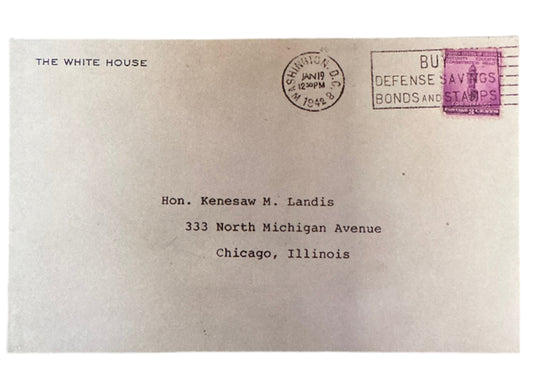 THE WHITE HOUSE
WASHINGTON, D.C. 8
JAN 19
12 30 PM
1942
BUY
DEFENSE SAVINGS
BONDS AND STAMPS
Hon. Kenesaw M. Landis
333 North Michigan Avenue
Chicago, Illinois